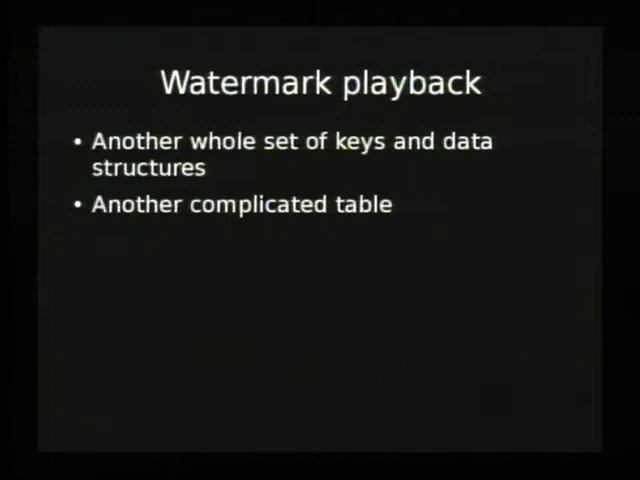 Watermark playback
• Another whole set of keys and data
structures
• Another complicated table